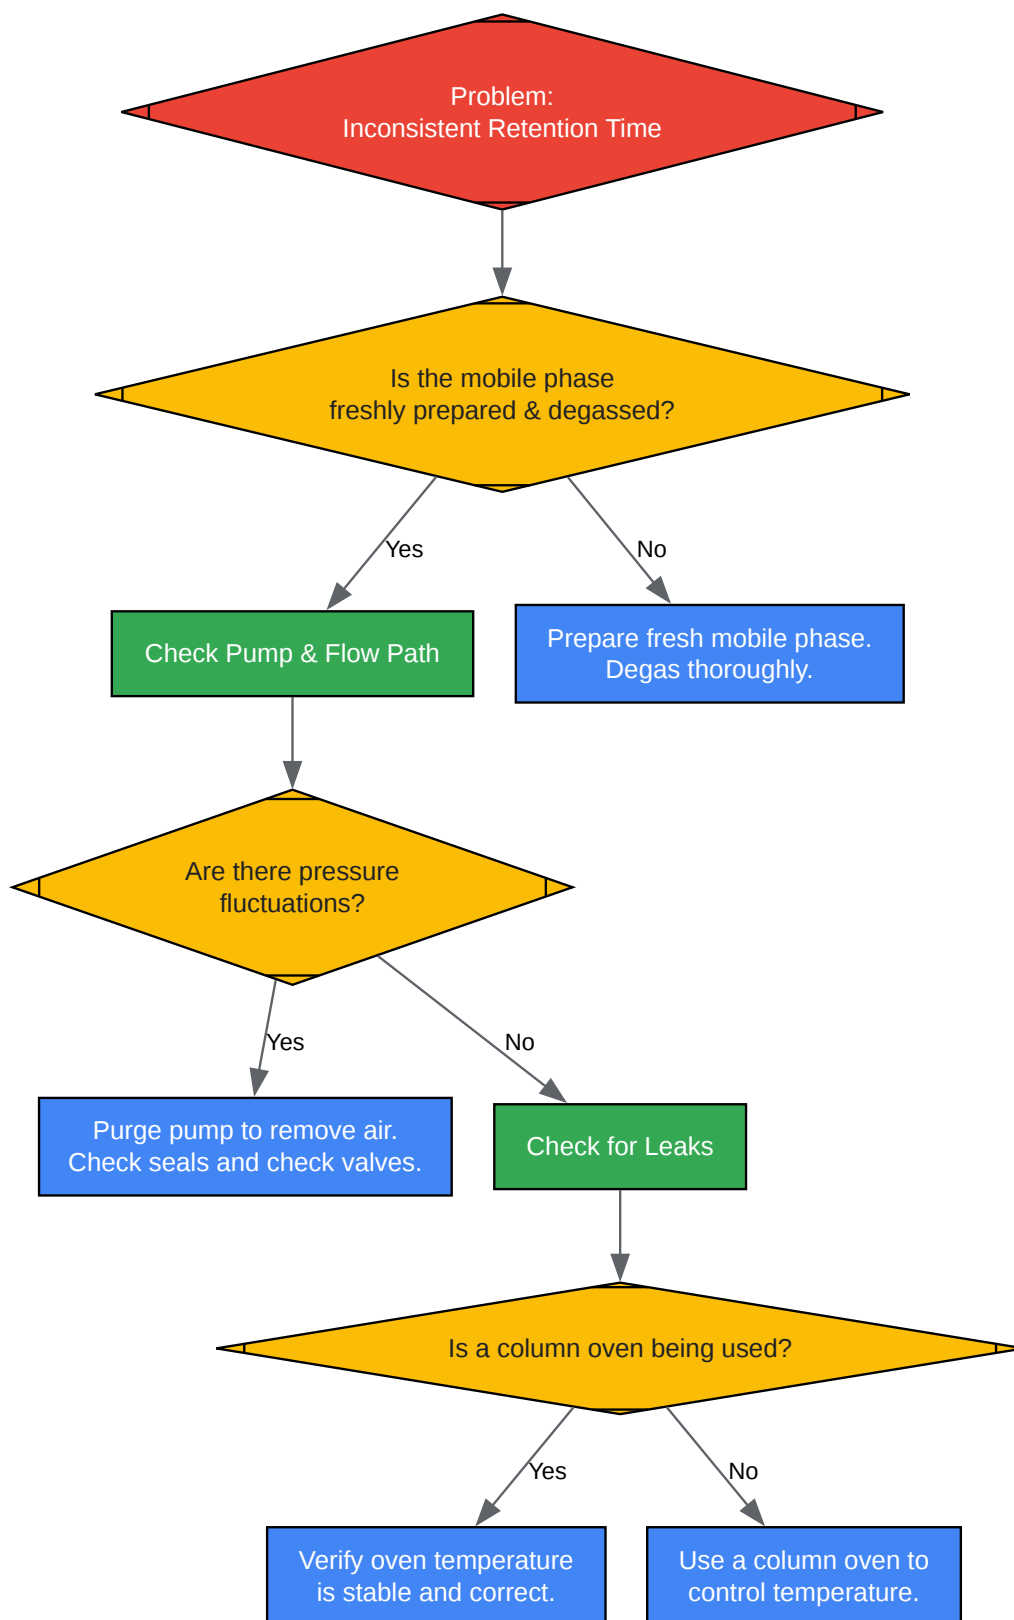 Problem:
Inconsistent Retention Time
Is the mobile phase
freshly prepared & degassed?
Yes
No
Check Pump & Flow Path
Prepare fresh mobile phase.
Degas thoroughly.
Are there pressure
fluctuations?
Yes
No
Purge pump to remove air.
Check seals and check valves.
Check for Leaks
Is a column oven being used?
Yes
No
Verify oven temperature
is stable and correct.
Use a column oven to
control temperature.